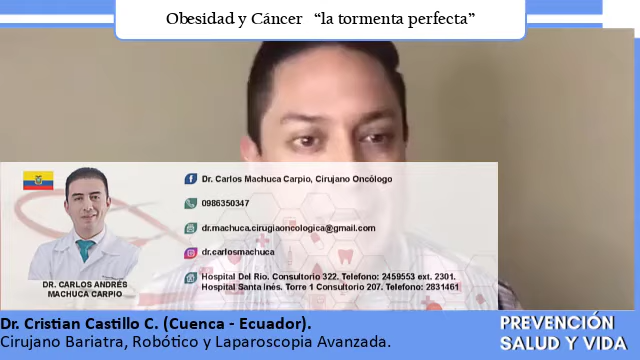 Obesidad y Cáncer “la tormenta perfecta”
Dr. Carlos Machuca Carpio, Cirujano Oncòlogo
0986350347
dr.machuca.cirugiaoncologica@gmail.com
dr.carlosmachuca
Hospital Del Rio. Consultorio 322. Telefono: 2459553 ext. 2301.
Hospital Santa Inés. Torre 1 Consultorio 207. Telefono: 2831461
DR. CARLOS ANDRÉS
MACHUCA CARPIO
Dr. Cristian Castillo C. (Cuenca - Ecuador).
Cirujano Bariatra, Robótico y Laparoscopia Avanzada.
PREVENCIÓN
SALUD Y VIDA